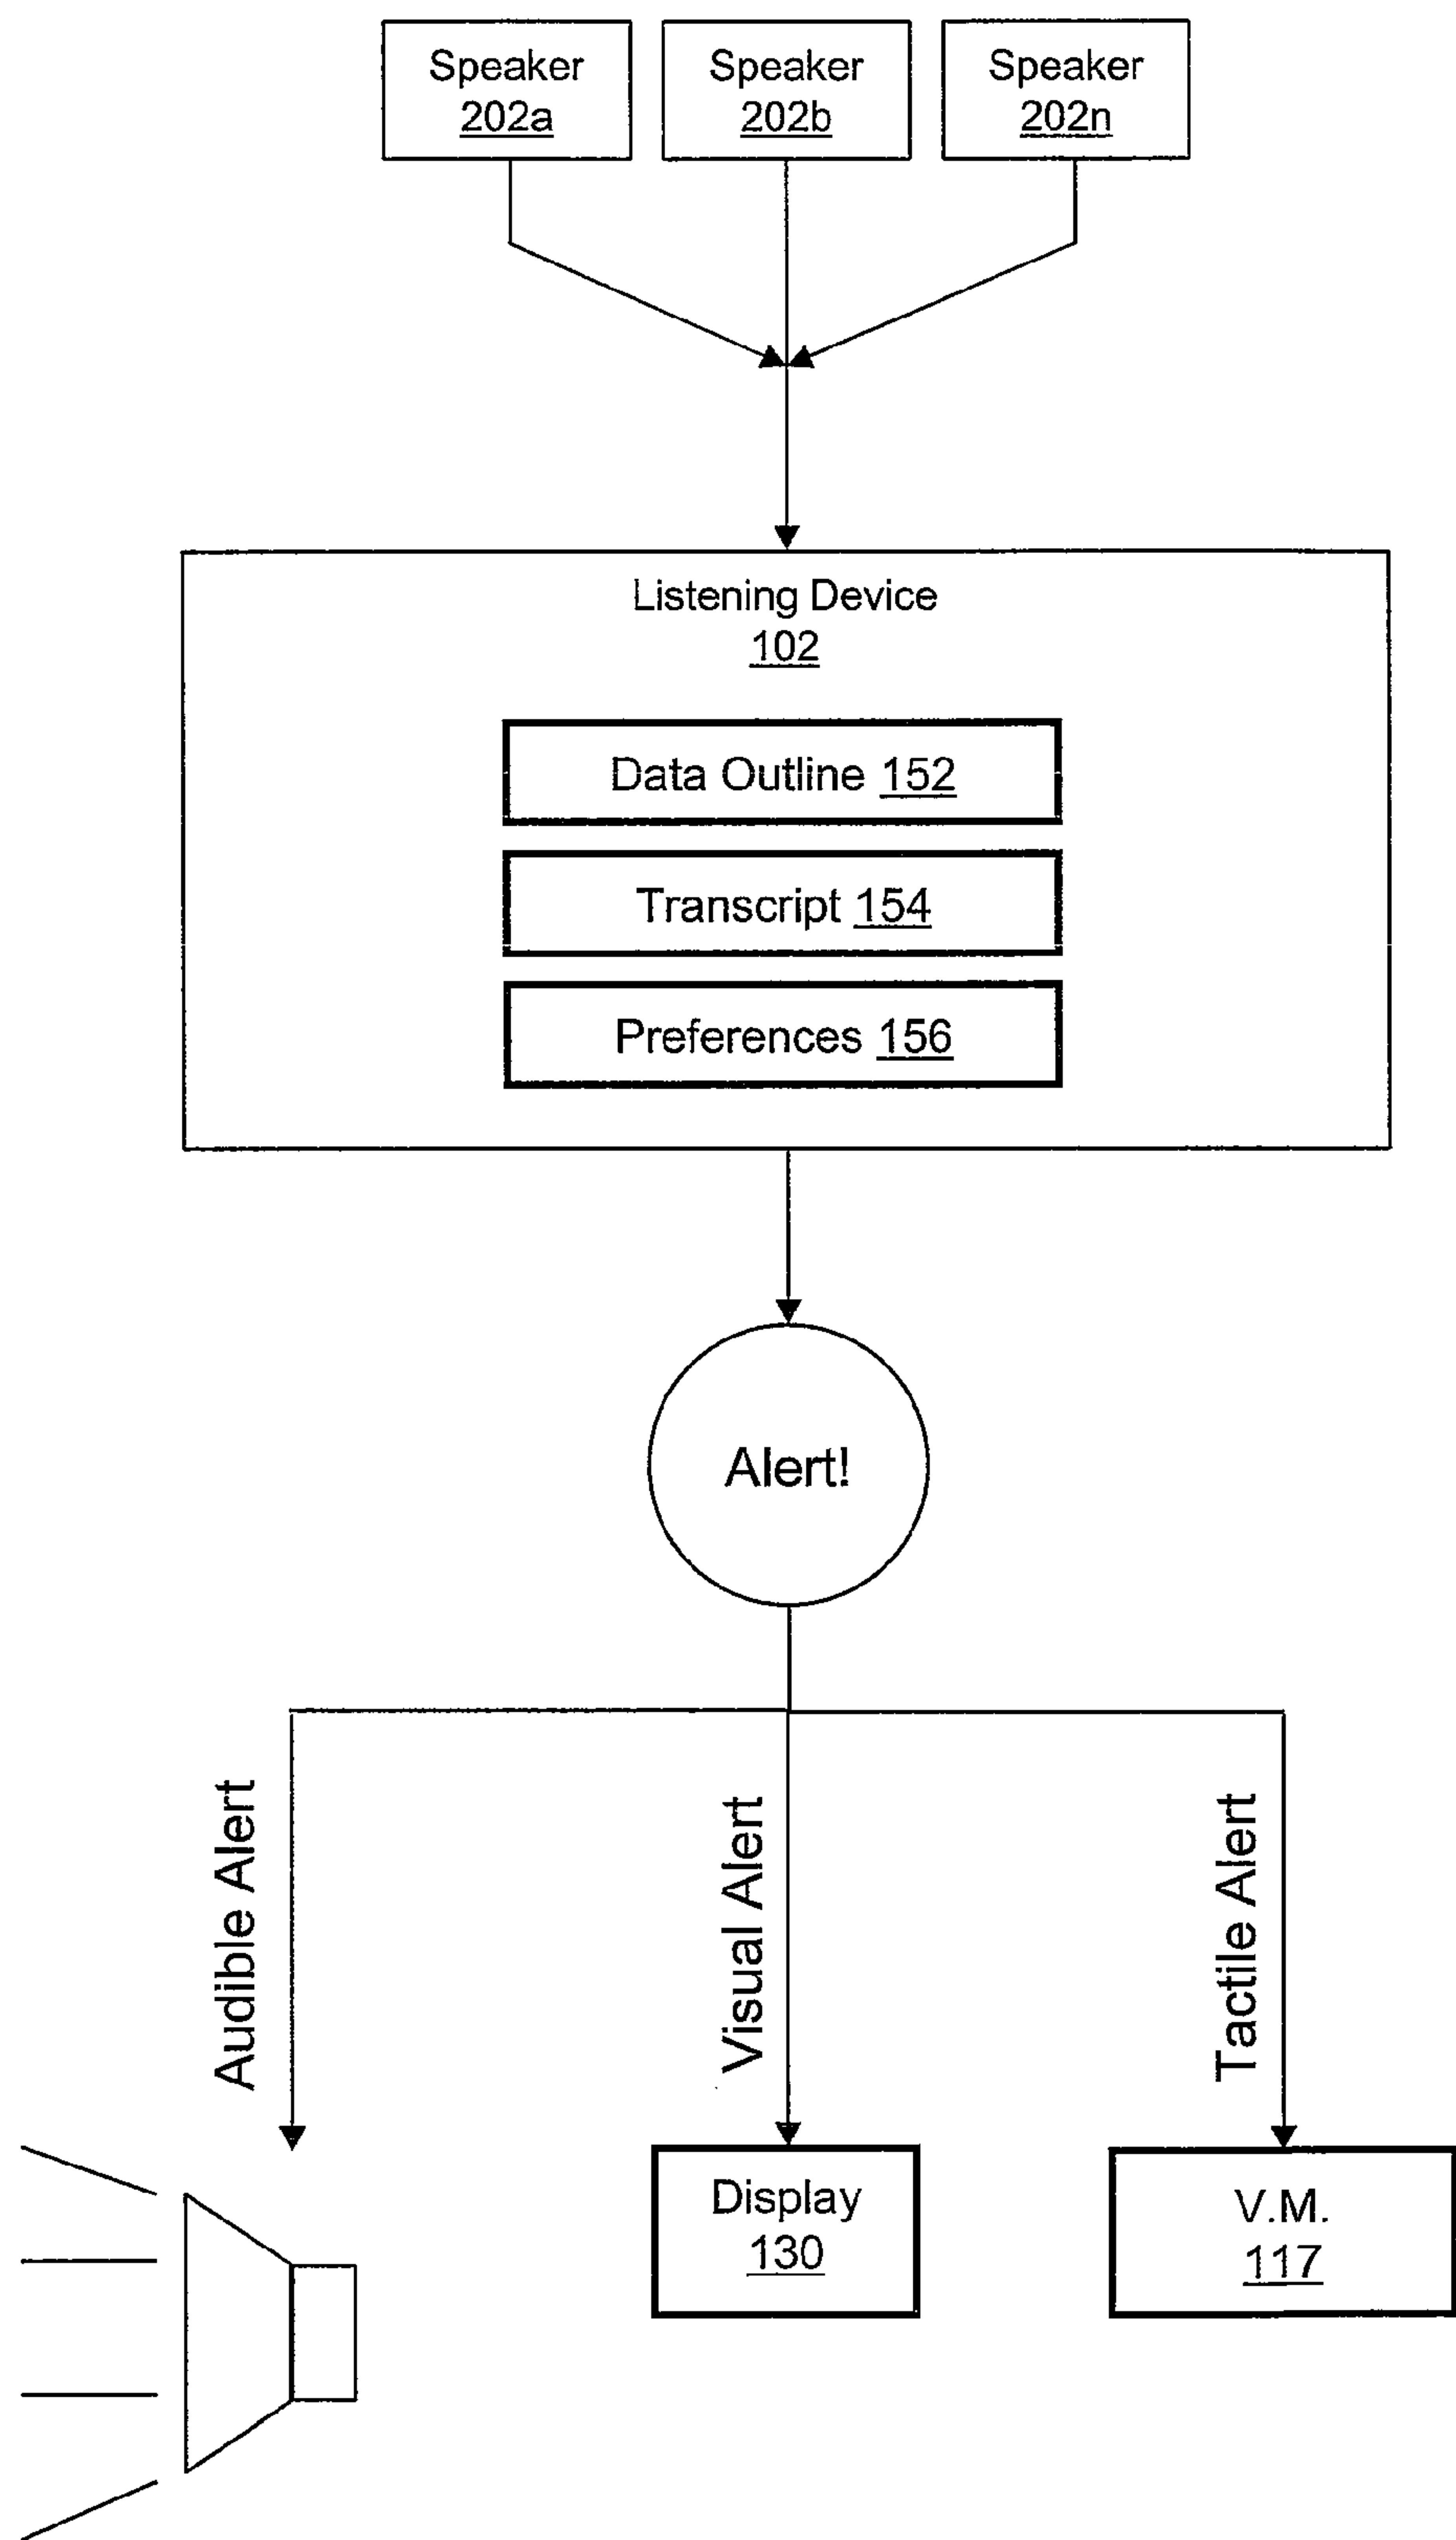 Speaker
202a
Speaker
202b
Speaker
202n
Listening Device
102
Data Outline 152
Transcript 154
Preferences 156
Alert!
Audible Alert
Visual Alert
Tactile Alert
Display
130
V.M.
117